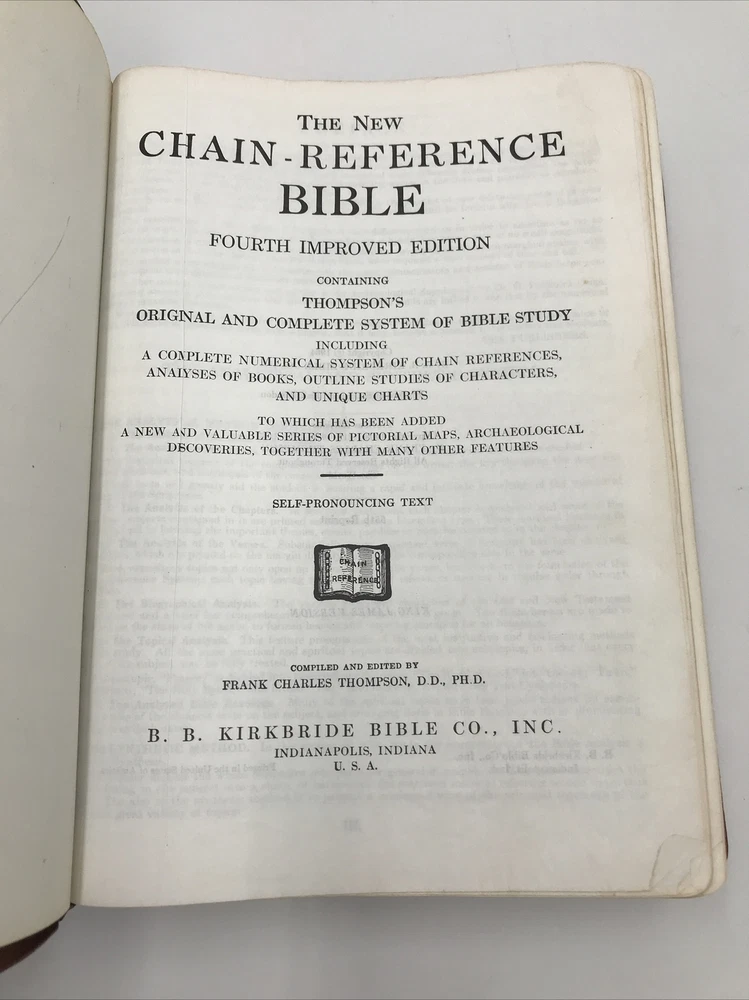 THE NEW
CHAIN-REFERENCE
BIBLE
FOURTH IMPROVED EDITION
CONTAINING
THOMPSON'S
ORIGINAL AND COMPLETE SYSTEM OF BIBLE STUDY
INCLUDING
A COMPLETE NUMERICAL SYSTEM OF CHAIN REFERENCES,
ANALYSES OF BOOKS, OUTLINE STUDIES OF CHARACTERS,
AND UNIQUE CHARTS
TO WHICH HAS BEEN ADDED
A NEW AND VALUABLE SERIES OF PICTORIAL MAPS, ARCHAEOLOGICAL
DISCOVERIES, TOGETHER WITH MANY OTHER FEATURES
SELF-PRONOUNCING TEXT
CHAIN
REFERENCE
COMPILED AND EDITED BY
FRANK CHARLES THOMPSON, D.D., PH.D.
B. B. KIRKBRIDE BIBLE CO., INC.
INDIANAPOLIS, INDIANA
U. S. A.